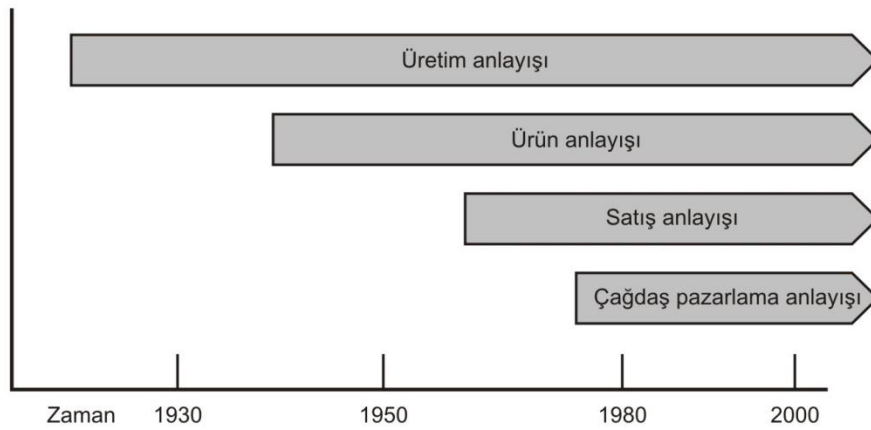 Üretim anlayışı
Ürün anlayışı
Satış anlayışı
Çağdaş pazarlama anlayışı
Zaman 1930 1950 1980 2000